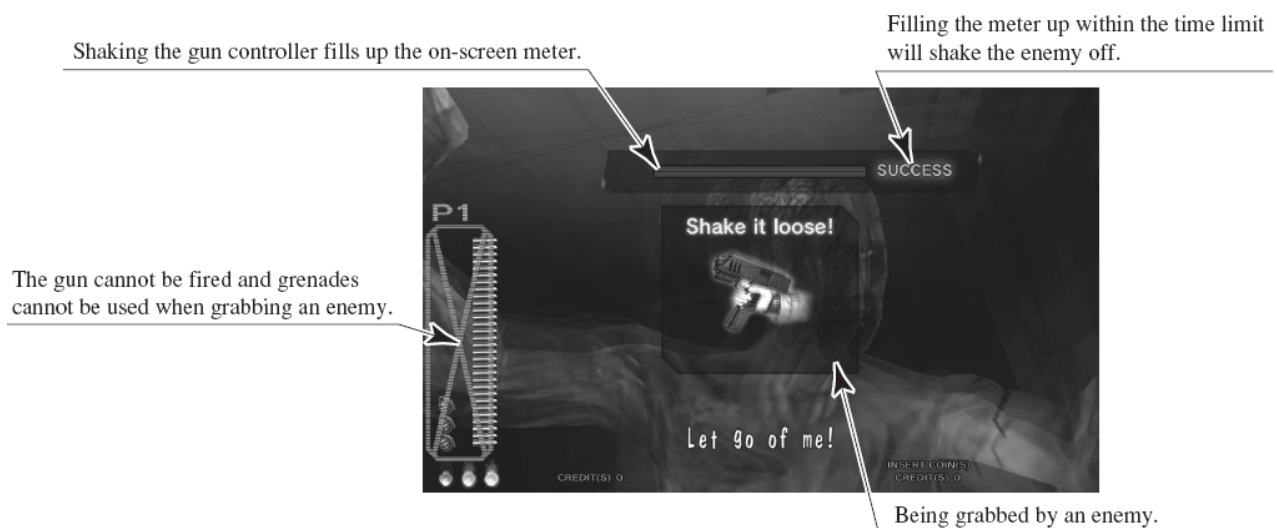 Filling the meter up within the time limit
will shake the enemy off.
Shaking the gun controller fills up the on-screen meter.
SUCCESS
P1
Shake it loose!
The gun cannot be fired and grenades
cannot be used when grabbing an enemy.
Let go of me!
INSERT COIN(S)
CREDIT(S) 0
CREDIT(S) 0
Being grabbed by an enemy.